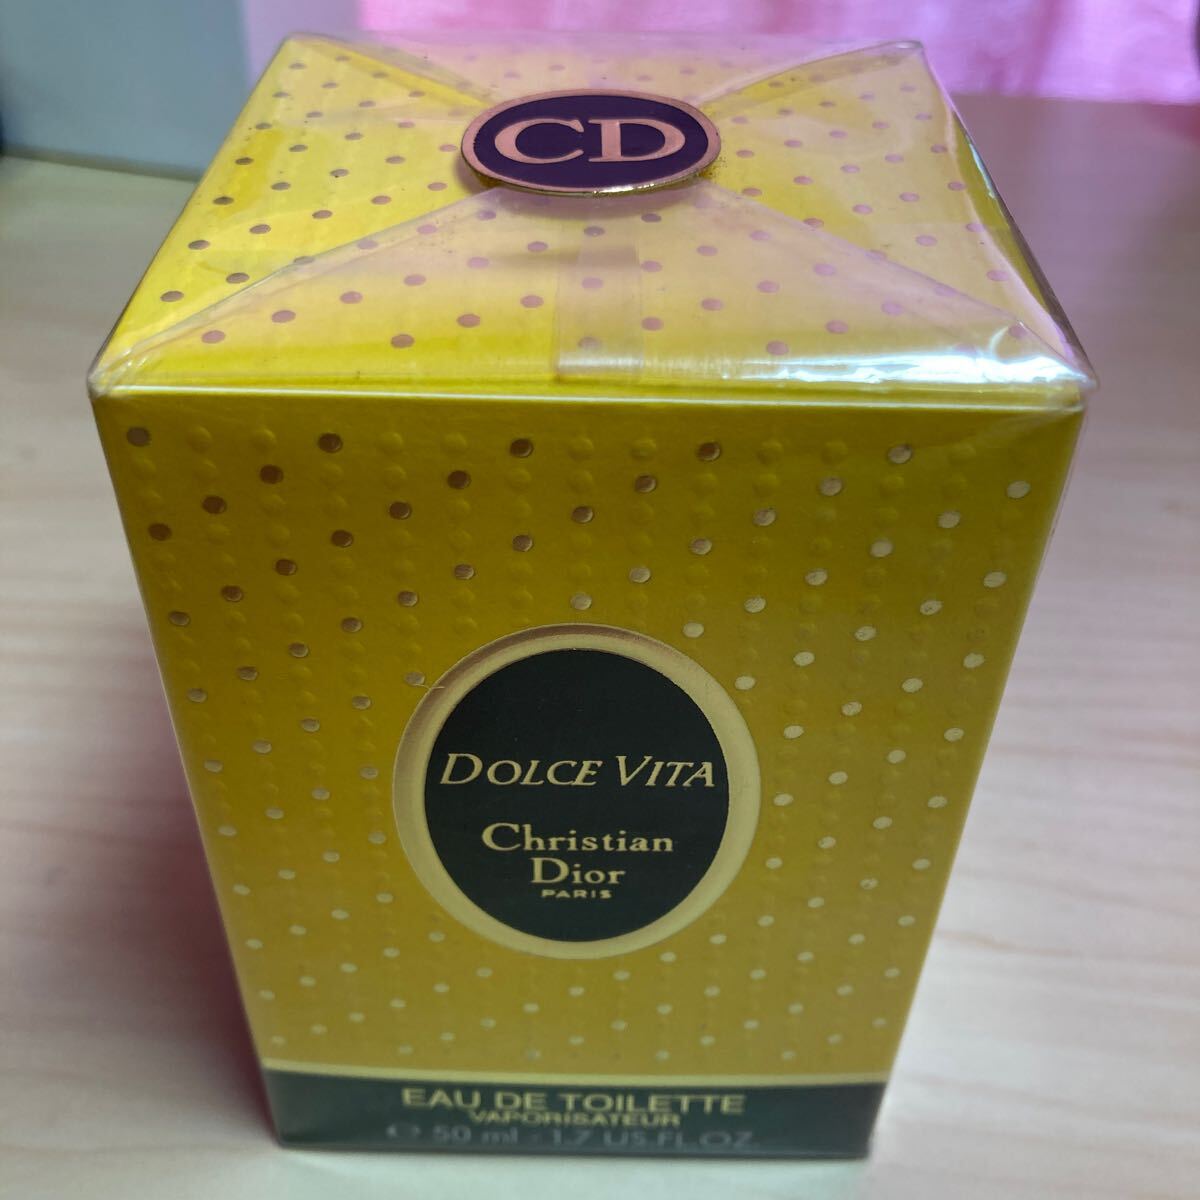 CD
DOLCE VITA
Christian
Dior
PARIS
EAU DE TOILETTE
VAPORISATEUR
℮ 50 ml - 1.7 US FL.OZ.